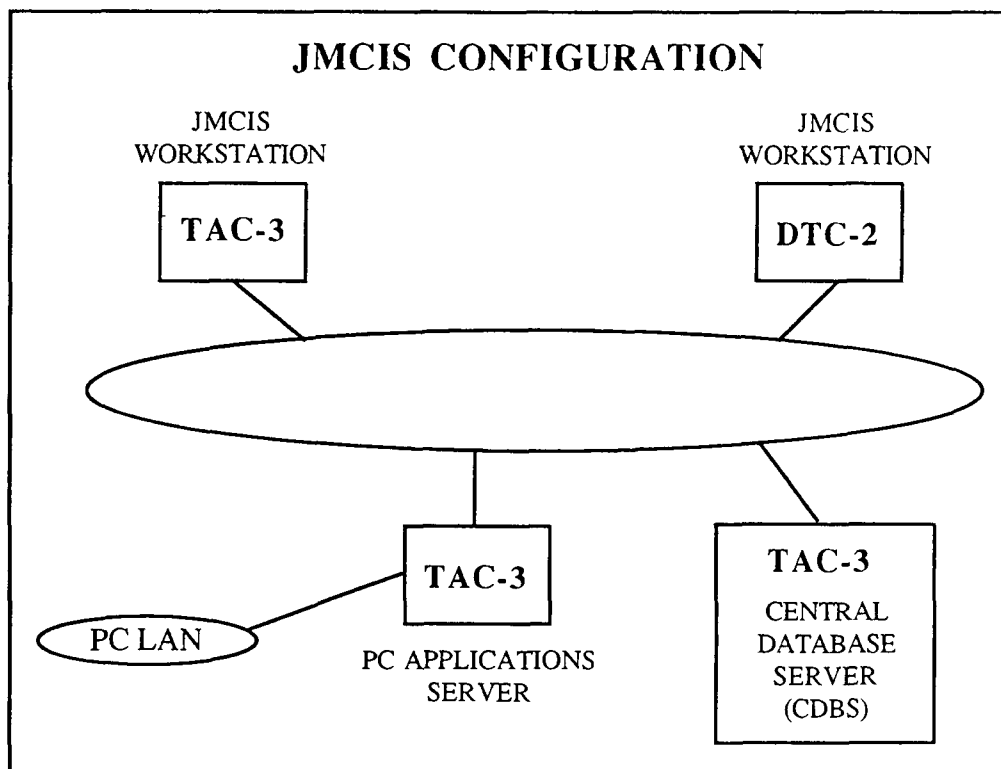 JMCIS CONFIGURATION
JMCIS
WORKSTATION
TAC-3
JMCIS
WORKSTATION
DTC-2
TAC-3
PC APPLICATIONS
SERVER
PC LAN
TAC-3
CENTRAL
DATABASE
SERVER
(CDBS)